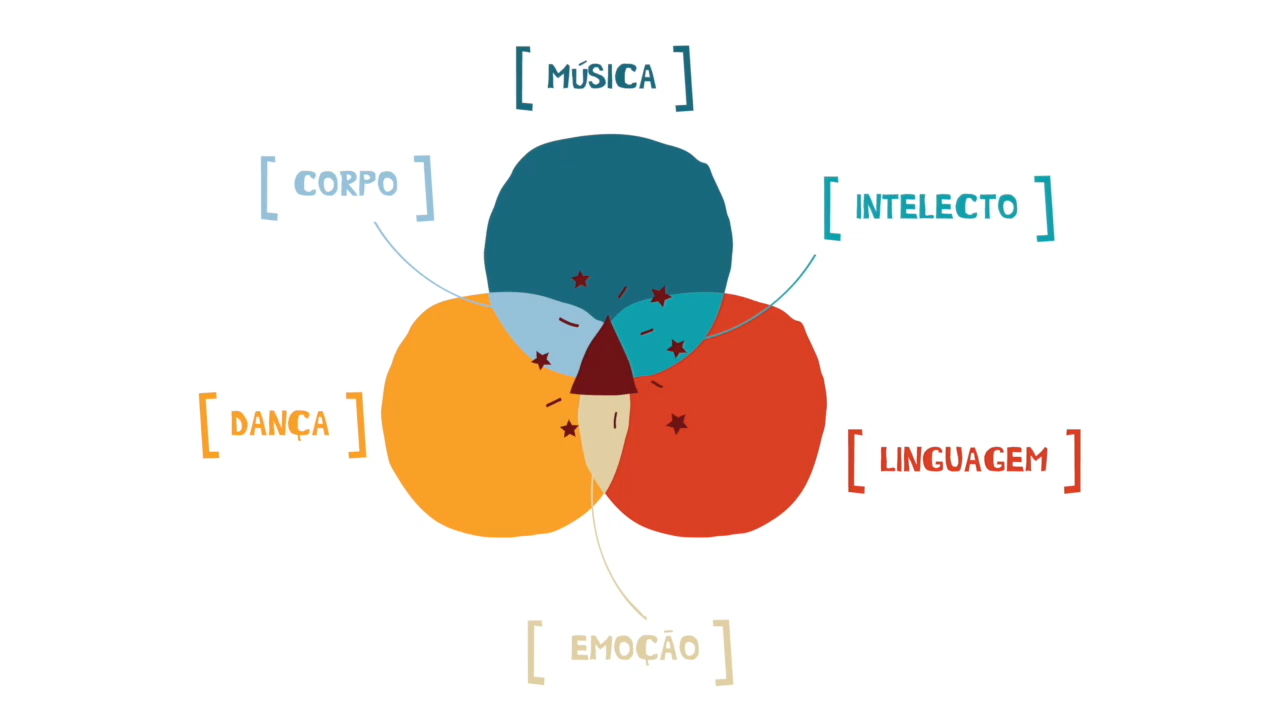 [ MÚSICA ]
[ CORPO ]
[ INTELECTO ]
[ DANÇA ]
[ LINGUAGEM ]
[ EMOÇÃO ]